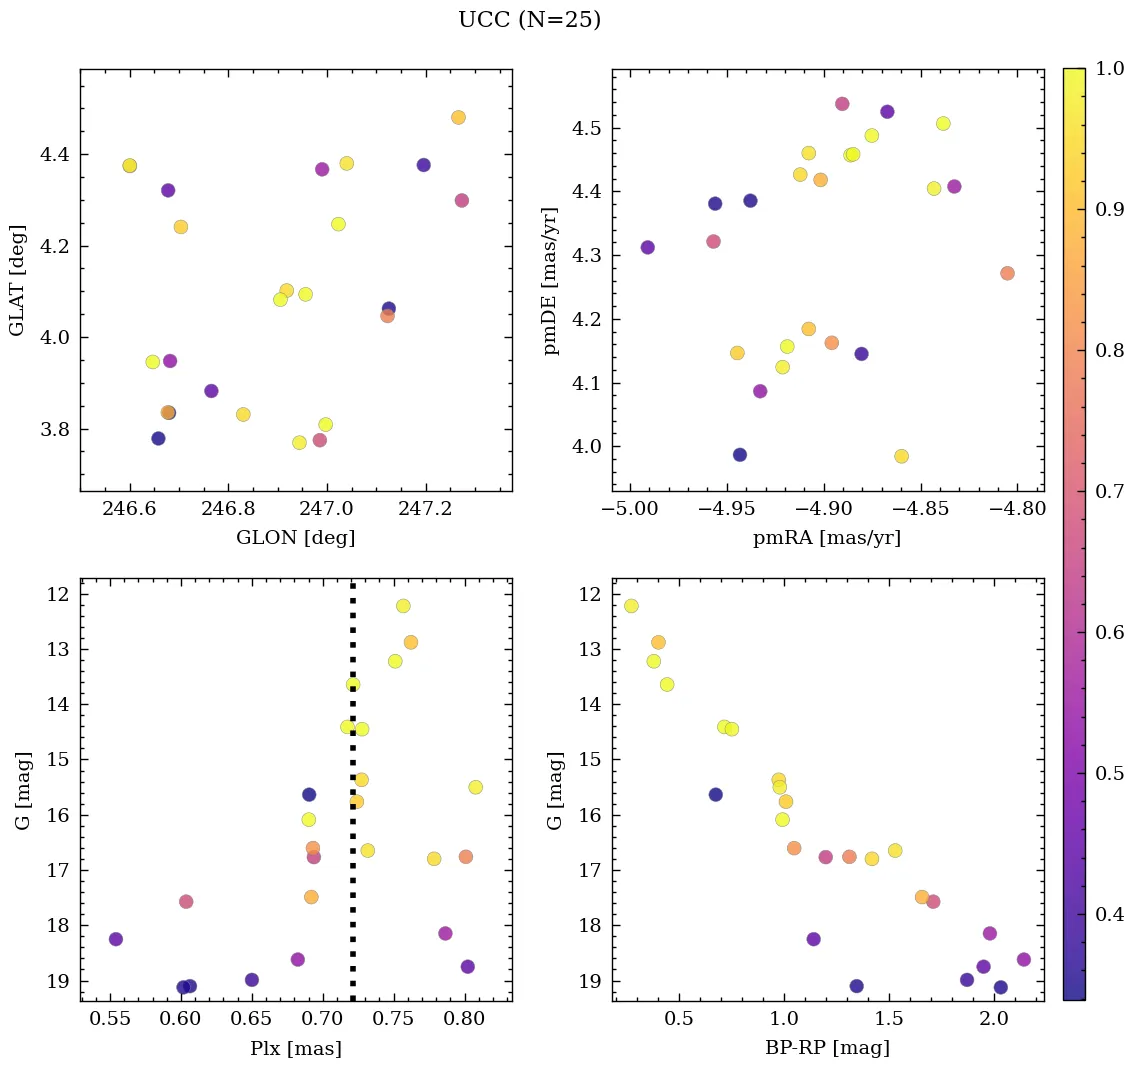 UCC (N=25)
4.4
4.2
4.0
3.8
GLAT [deg]
246.6 246.8 247.0 247.2
GLON [deg]
4.5
4.4
4.3
4.2
4.1
4.0
pmDE [mas/yr]
−5.00 −4.95 −4.90 −4.85 −4.80
pmRA [mas/yr]
12
13
14
15
16
17
18
19
G [mag]
0.55 0.60 0.65 0.70 0.75 0.80
Plx [mas]
12
13
14
15
16
17
18
19
G [mag]
0.5 1.0 1.5 2.0
BP-RP [mag]
1.0
0.9
0.8
0.7
0.6
0.5
0.4